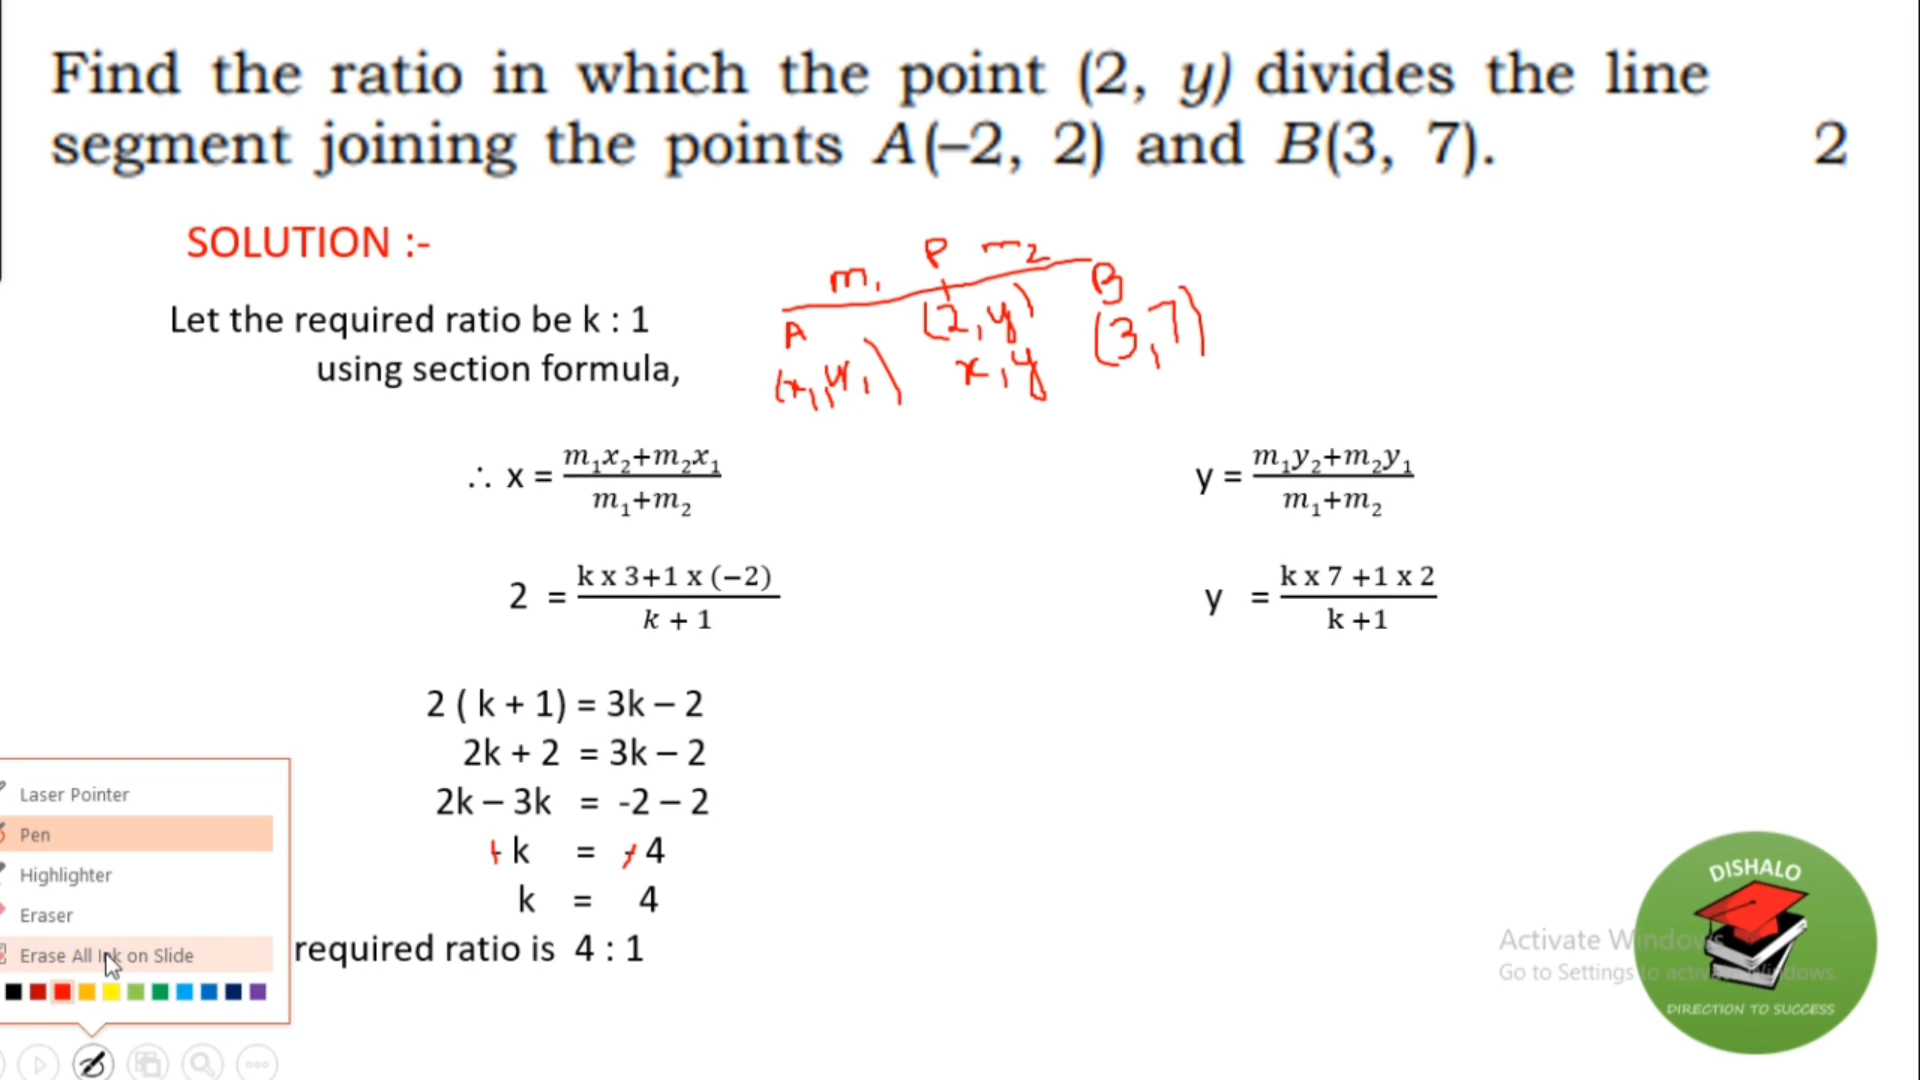 Find the ratio in which the point (2, y) divides the line
segment joining the points A(–2, 2) and B(3, 7). 2
SOLUTION :-
m1 P m2
A B
(2, y) (3, 7)
(x1, y1) x, y
Let the required ratio be k : 1
using section formula,
∴ x = (m₁x₂+m₂x₁)/(m₁+m₂)
y = (m₁y₂+m₂y₁)/(m₁+m₂)
2 = (k x 3+1 x (−2))/(k + 1)
y = (k x 7 +1 x 2)/(k +1)
2 ( k + 1) = 3k – 2
2k + 2 = 3k – 2
2k – 3k = -2 – 2
-k = -4
k = 4
required ratio is 4 : 1
Laser Pointer
Pen
Highlighter
Eraser
Erase All Ink on Slide
Activate Windows
Go to Settings to activate Windows.
DISHALO
DIRECTION TO SUCCESS